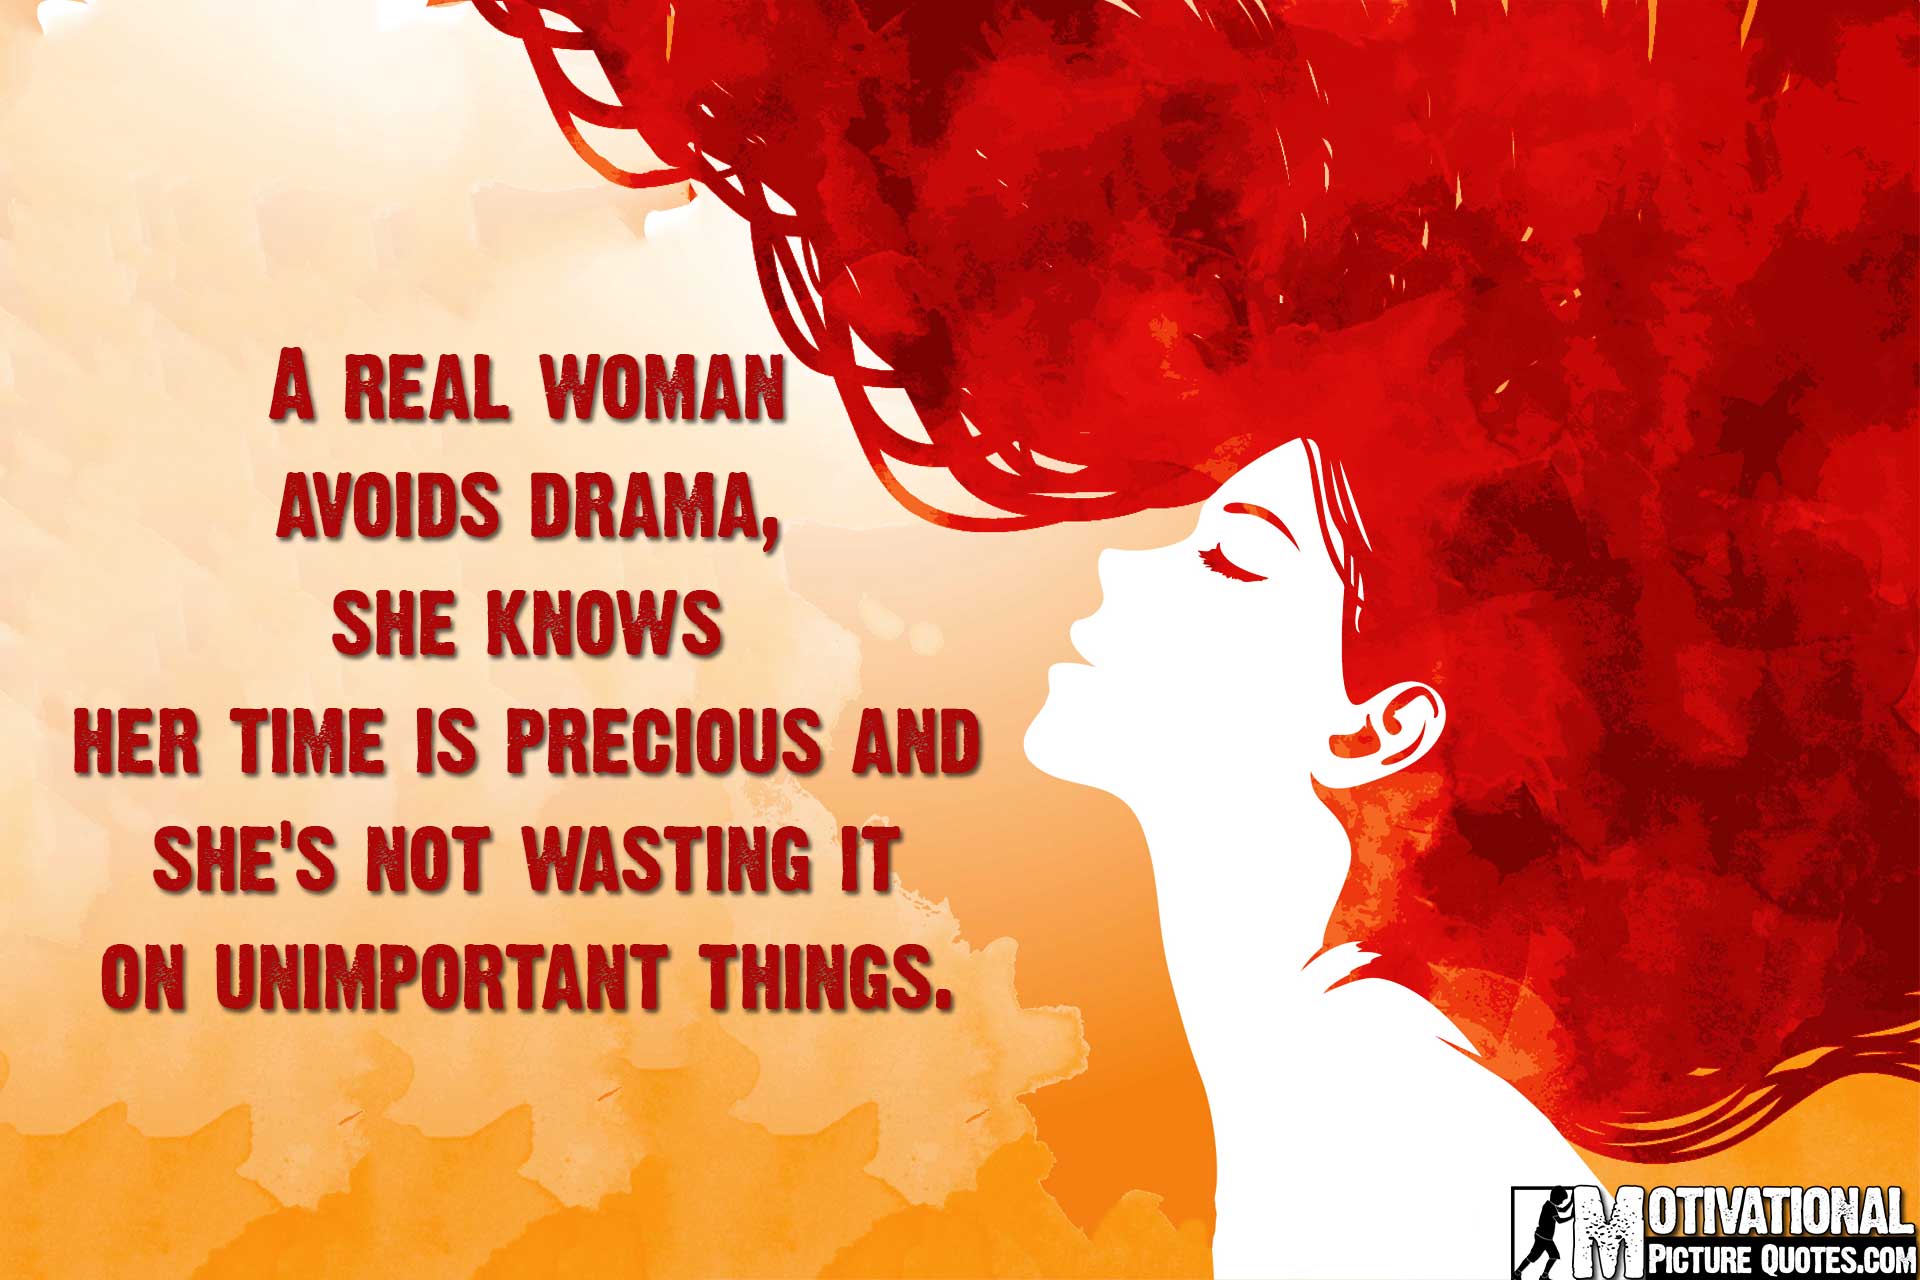 A REAL WOMAN
AVOIDS DRAMA,
SHE KNOWS
HER TIME IS PRECIOUS AND
SHE'S NOT WASTING IT
ON UNIMPORTANT THINGS.
MOTIVATIONAL
PICTURE QUOTES.COM